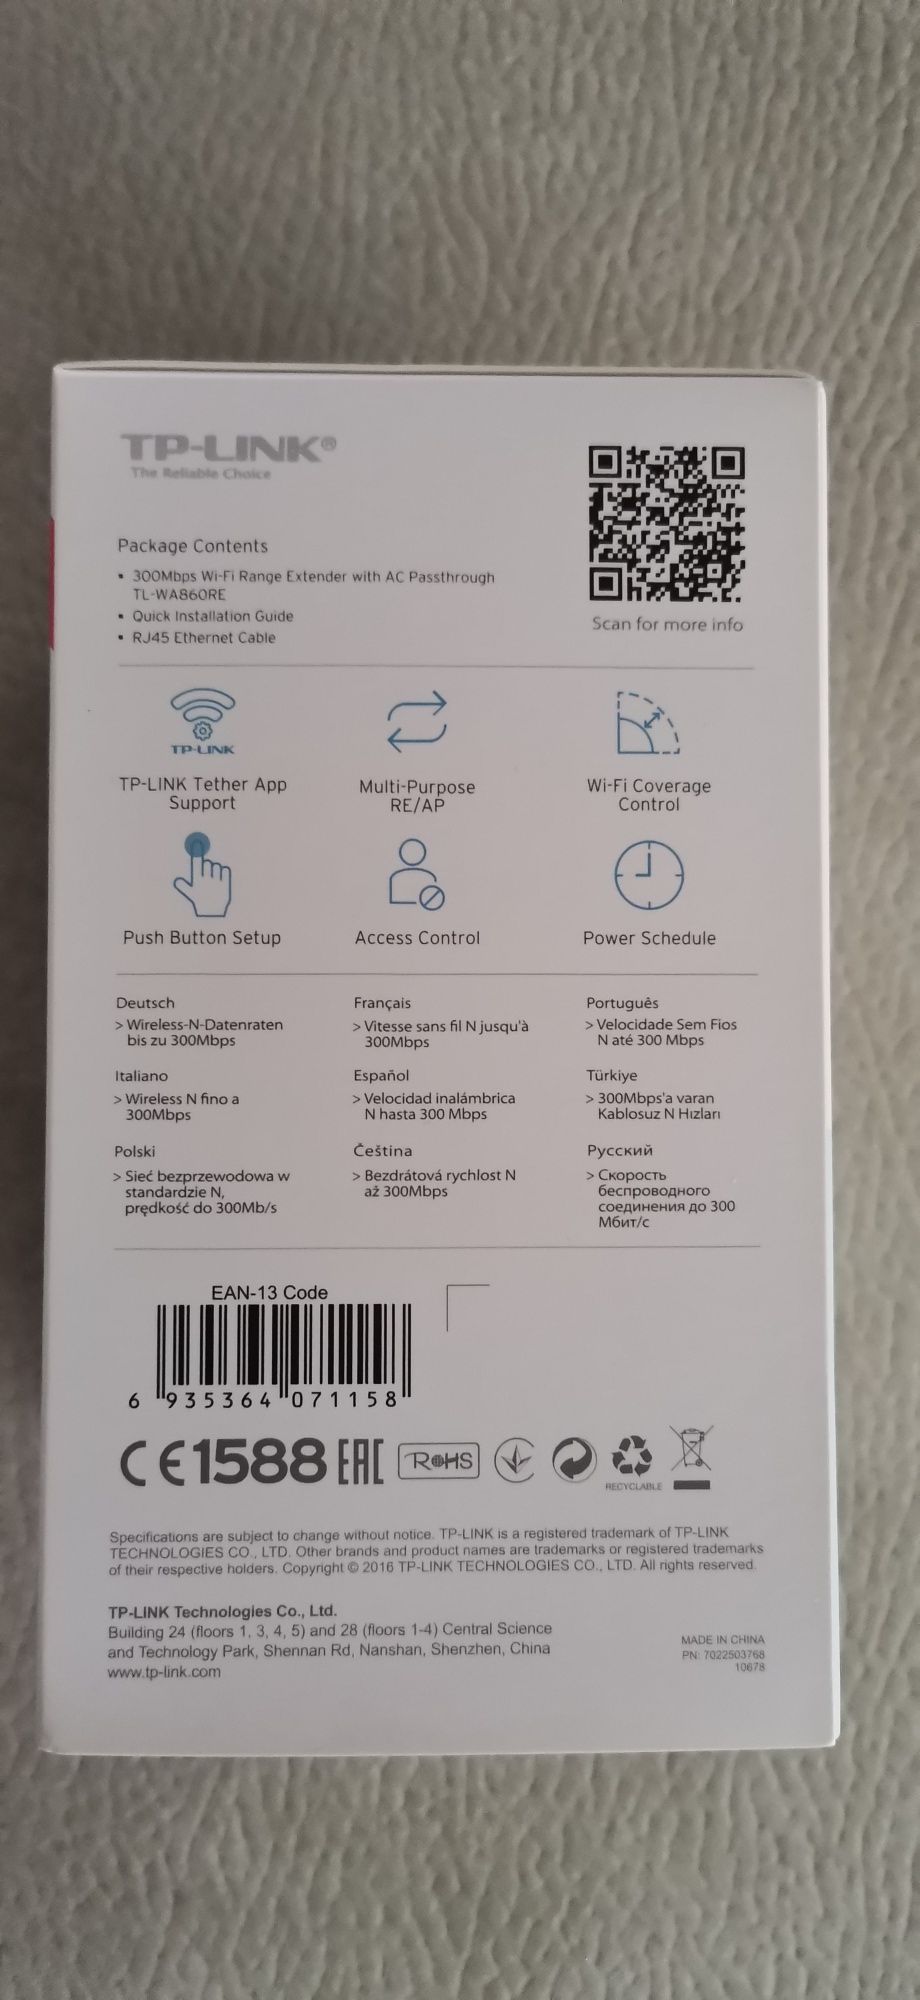 TP-LINK®
The Reliable Choice
Package Contents
▪ 300Mbps Wi-Fi Range Extender with AC Passthrough
TL-WA860RE
▪ Quick Installation Guide
▪ RJ45 Ethernet Cable
Scan for more info
TP-LINK
TP-LINK Tether App
Support
Multi-Purpose
RE/AP
Wi-Fi Coverage
Control
Push Button Setup
Access Control
Power Schedule
Deutsch
> Wireless-N-Datenraten
bis zu 300Mbps
Français
> Vitesse sans fil N jusqu'à
300Mbps
Português
> Velocidade Sem Fios
N até 300 Mbps
Italiano
> Wireless N fino a
300Mbps
Español
> Velocidad inalámbrica
N hasta 300 Mbps
Türkiye
> 300Mbps'a varan
Kablosuz N Hızları
Polski
> Sieć bezprzewodowa w
standardzie N,
prędkość do 300Mb/s
Čeština
> Bezdrátová rychlost N
až 300Mbps
Русский
> Скорость
беспроводного
соединения до 300
Мбит/с
EAN-13 Code
6 935364 071158
CE1588 EAC RoHS
RECYCLABLE
Specifications are subject to change without notice. TP-LINK is a registered trademark of TP-LINK
TECHNOLOGIES CO., LTD. Other brands and product names are trademarks or registered trademarks
of their respective holders. Copyright © 2016 TP-LINK TECHNOLOGIES CO., LTD. All rights reserved.
TP-LINK Technologies Co., Ltd.
Building 24 (floors 1, 3, 4, 5) and 28 (floors 1-4) Central Science
and Technology Park, Shennan Rd, Nanshan, Shenzhen, China
www.tp-link.com
MADE IN CHINA
PN: 7022503768
10678